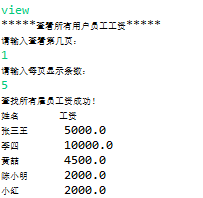 view
*****查看所有用户员工工资*****
请输入查看第几页:
1
请输入每页显示条数:
5
查找所有雇员工资成功!
姓名 工资
张三王 5000.0
李四 10000.0
黄喆 4500.0
陈小明 2000.0
小红 2000.0